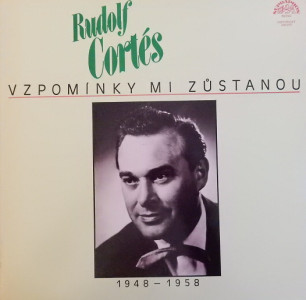 Rudolf
Cortés
VZPOMÍNKY MI ZŮSTANOU
1948 – 1958